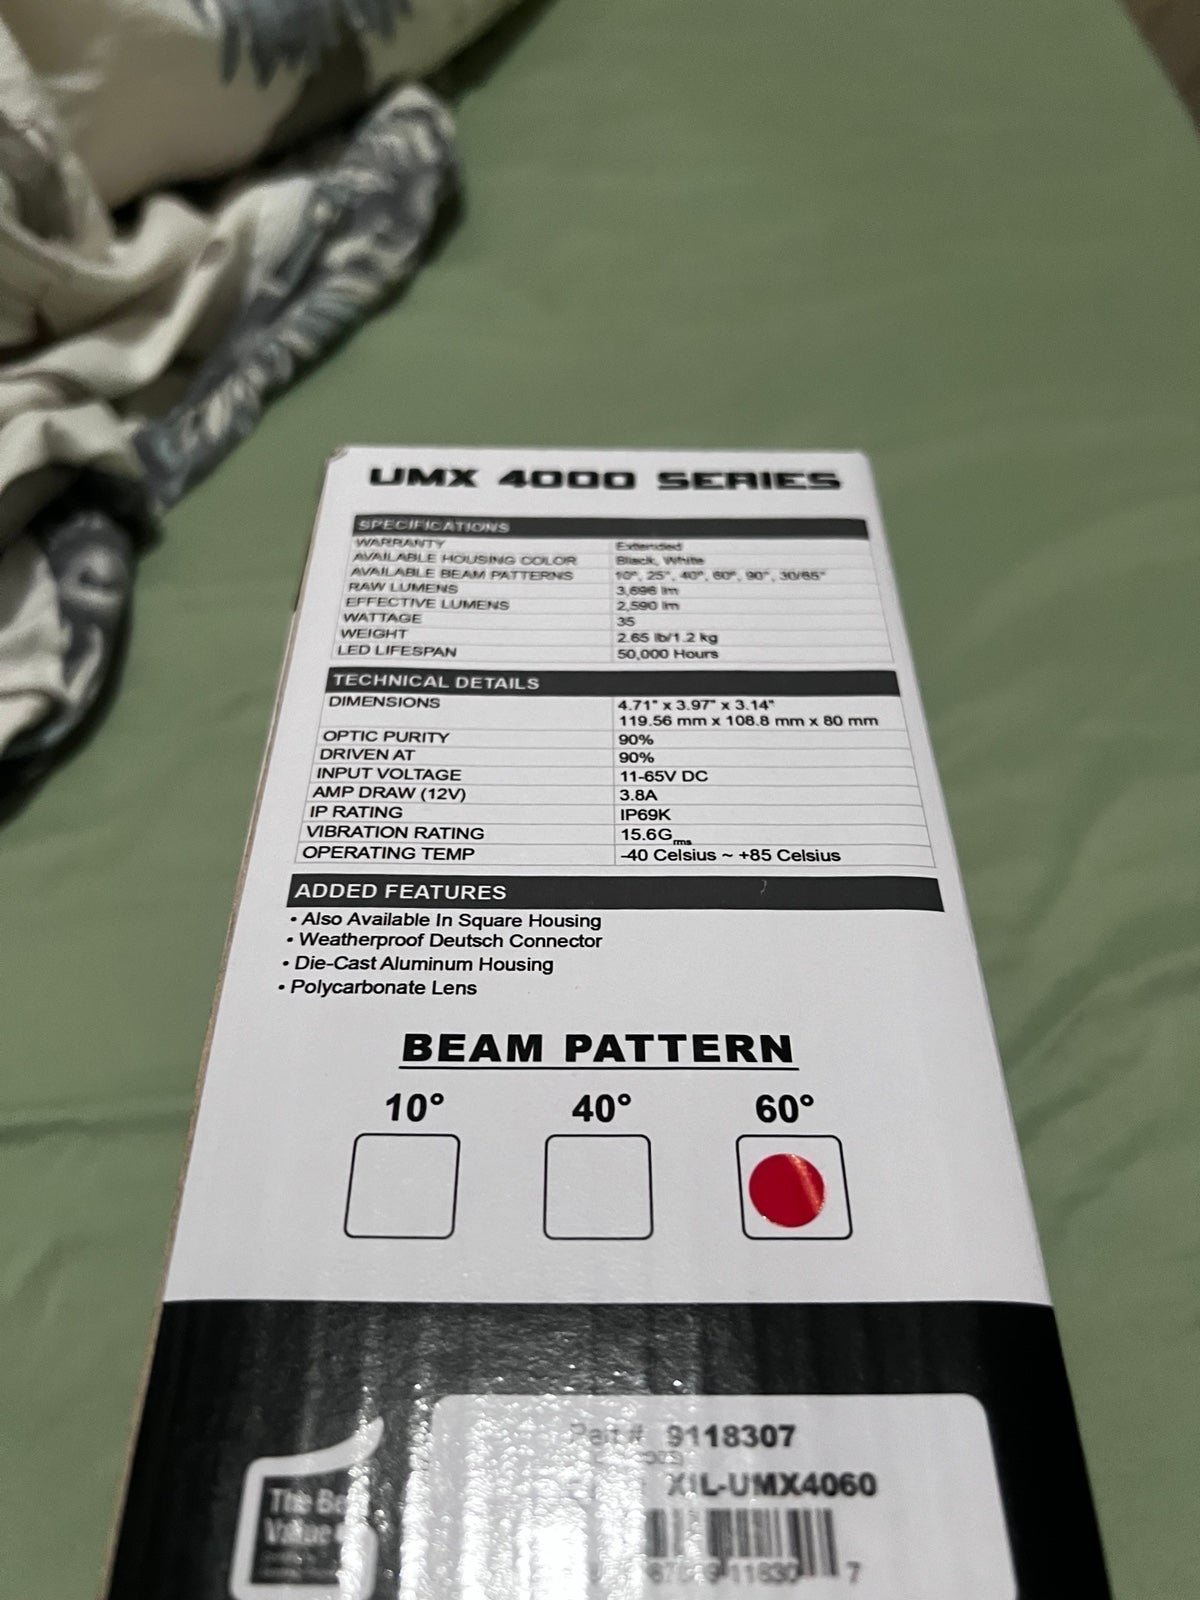 UMX 4000 SERIES
SPECIFICATIONS
WARRANTY Extended
AVAILABLE HOUSING COLOR Black, White
AVAILABLE BEAM PATTERNS 10°, 25°, 40°, 60°, 90°, 30/65°
RAW LUMENS 3,696 lm
EFFECTIVE LUMENS 2,590 lm
WATTAGE 35
WEIGHT 2.65 lb/1.2 kg
LED LIFESPAN 50,000 Hours
TECHNICAL DETAILS
DIMENSIONS 4.71" x 3.97" x 3.14"
119.56 mm x 108.8 mm x 80 mm
OPTIC PURITY 90%
DRIVEN AT 90%
INPUT VOLTAGE 11-65V DC
AMP DRAW (12V) 3.8A
IP RATING IP69K
VIBRATION RATING 15.6Grms
OPERATING TEMP -40 Celsius ~ +85 Celsius
ADDED FEATURES
• Also Available In Square Housing
• Weatherproof Deutsch Connector
• Die-Cast Aluminum Housing
• Polycarbonate Lens
BEAM PATTERN
10° 40° 60°
Part # 9118307
XIL-UMX4060
The
Value
7